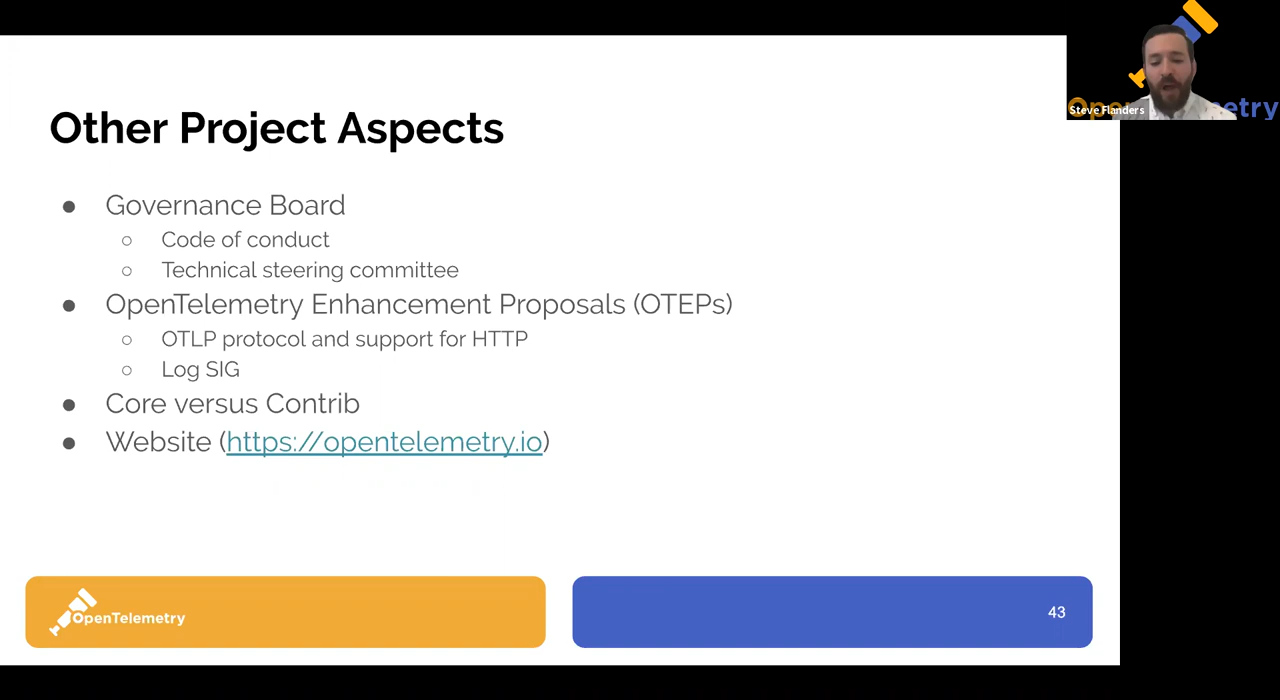 Other Project Aspects
● Governance Board
○ Code of conduct
○ Technical steering committee
● OpenTelemetry Enhancement Proposals (OTEPs)
○ OTLP protocol and support for HTTP
○ Log SIG
● Core versus Contrib
● Website (https://opentelemetry.io)
OpenTelemetry
43
Steve Flanders